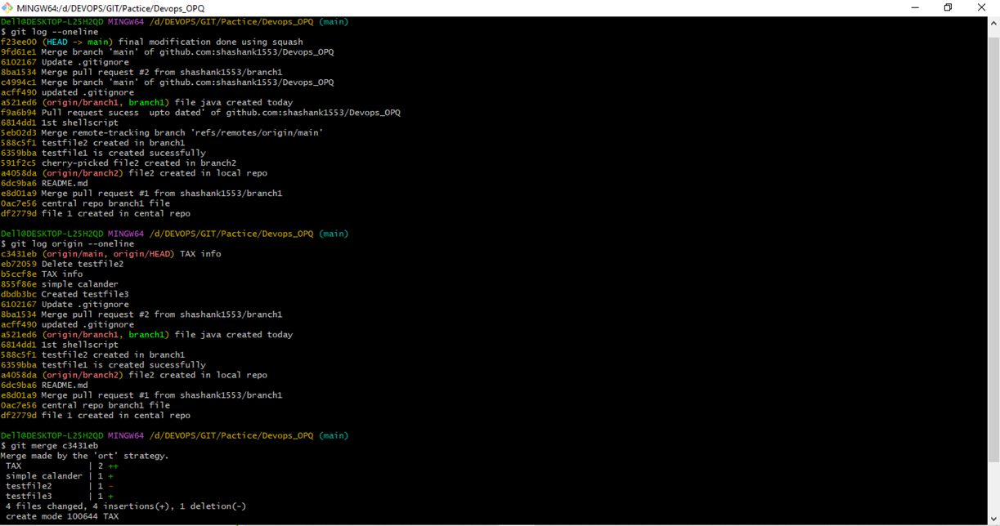 MINGW64:/d/DEVOPS/GIT/Pactice/Devops_OPQ
Dell@DESKTOP-L25H2QD MINGW64 /d/DEVOPS/GIT/Pactice/Devops_OPQ (main)
$ git log --oneline
f23ee00 (HEAD -> main) final modification done using squash
9fd61e1 Merge branch 'main' of github.com:shashank1553/Devops_OPQ
6102167 Update .gitignore
8ba1534 Merge pull request #2 from shashank1553/branch1
c4994c1 Merge branch 'main' of github.com:shashank1553/Devops_OPQ
acff490 updated .gitignore
a521ed6 (origin/branch1, branch1) file java created today
f9a6b94 Pull request sucess  upto dated' of github.com:shashank1553/Devops_OPQ
6814dd1 1st shellscript
5eb02d3 Merge remote-tracking branch 'refs/remotes/origin/main'
588c5f1 testfile2 created in branch1
6359bba testfile1 is created sucessfully
591f2c5 cherry-picked file2 created in branch2
a4058da (origin/branch2) file2 created in local repo
6dc9ba6 README.md
e8d01a9 Merge pull request #1 from shashank1553/branch1
0ac7e56 central repo branch1 file
df2779d file 1 created in cental repo
Dell@DESKTOP-L25H2QD MINGW64 /d/DEVOPS/GIT/Pactice/Devops_OPQ (main)
$ git log origin --oneline
c3431eb (origin/main, origin/HEAD) TAX info
eb72059 Delete testfile2
b5ccf8e TAX info
855f86e simple calander
dbdb3bc Created testfile3
6102167 Update .gitignore
8ba1534 Merge pull request #2 from shashank1553/branch1
acff490 updated .gitignore
a521ed6 (origin/branch1, branch1) file java created today
6814dd1 1st shellscript
588c5f1 testfile2 created in branch1
6359bba testfile1 is created sucessfully
a4058da (origin/branch2) file2 created in local repo
6dc9ba6 README.md
e8d01a9 Merge pull request #1 from shashank1553/branch1
0ac7e56 central repo branch1 file
df2779d file 1 created in cental repo
Dell@DESKTOP-L25H2QD MINGW64 /d/DEVOPS/GIT/Pactice/Devops_OPQ (main)
$ git merge c3431eb
Merge made by the 'ort' strategy.
 TAX             | 2 ++
 simple calander | 1 +
 testfile2       | 1 -
 testfile3       | 1 +
 4 files changed, 4 insertions(+), 1 deletion(-)
 create mode 100644 TAX